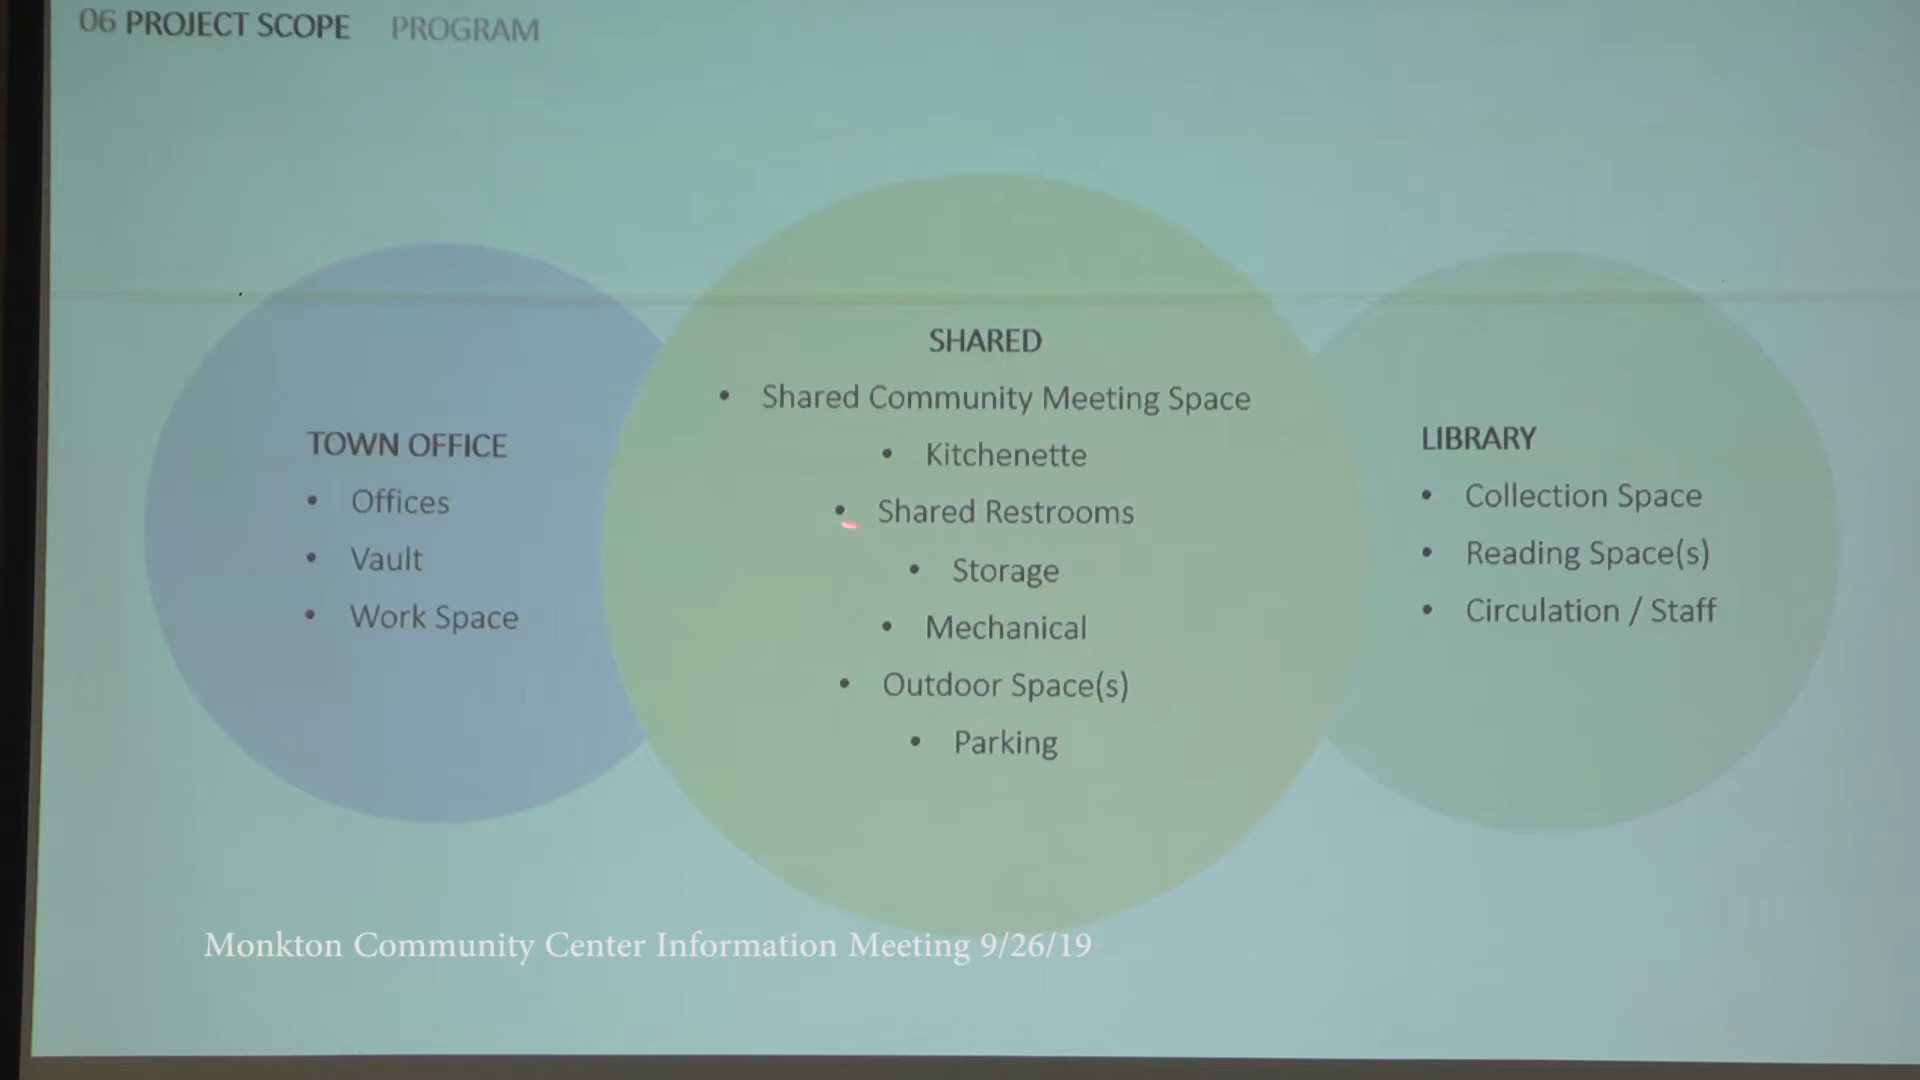 06 PROJECT SCOPE PROGRAM
TOWN OFFICE
• Offices
• Vault
• Work Space
SHARED
• Shared Community Meeting Space
• Kitchenette
• Shared Restrooms
• Storage
• Mechanical
• Outdoor Space(s)
• Parking
LIBRARY
• Collection Space
• Reading Space(s)
• Circulation / Staff
Monkton Community Center Information Meeting 9/26/19